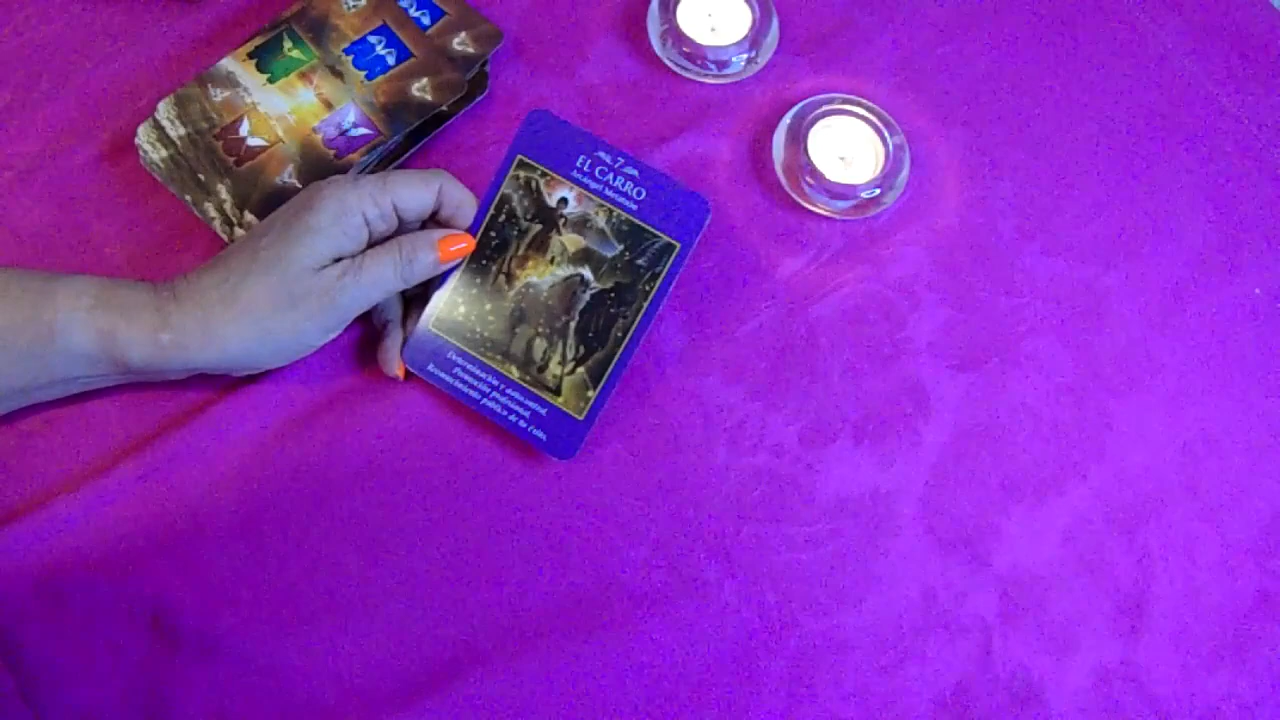 7
EL CARRO
Arcángel Metatrón
Determinación y autocontrol.
Promoción profesional.
Reconocimiento público de tu éxito.